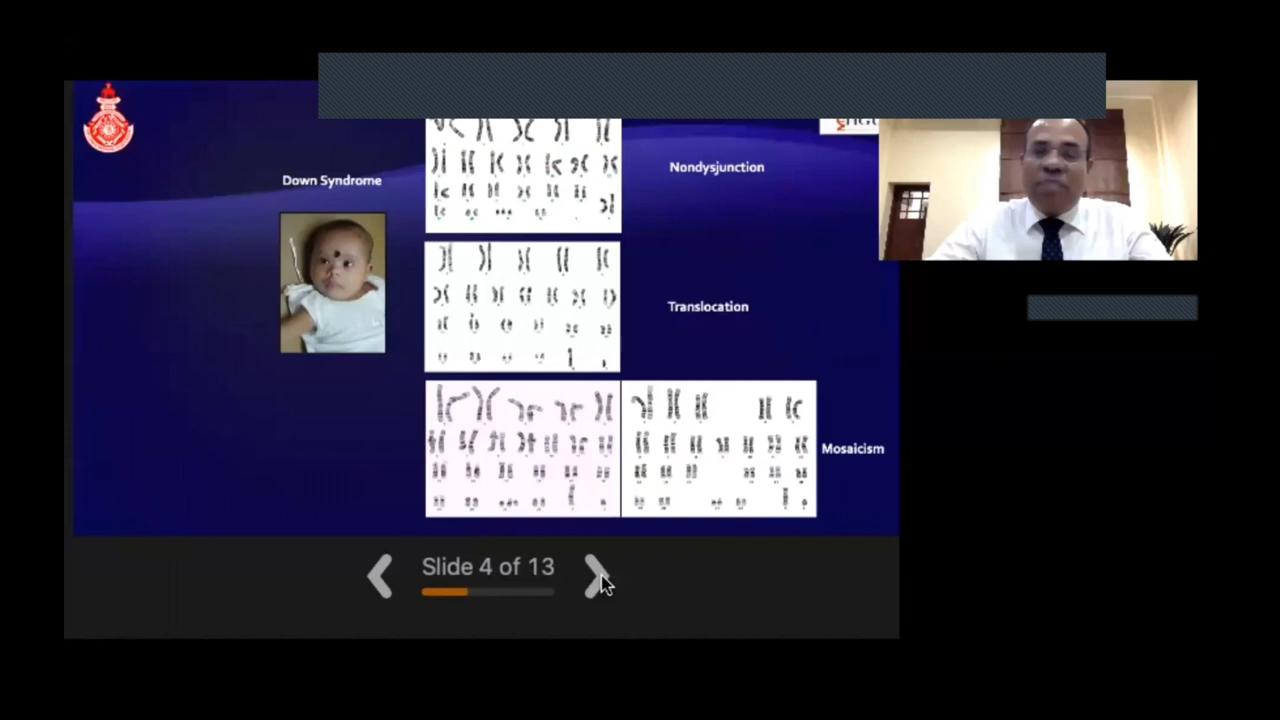 Down Syndrome
Nondysjunction
Translocation
Mosaicism
Slide 4 of 13